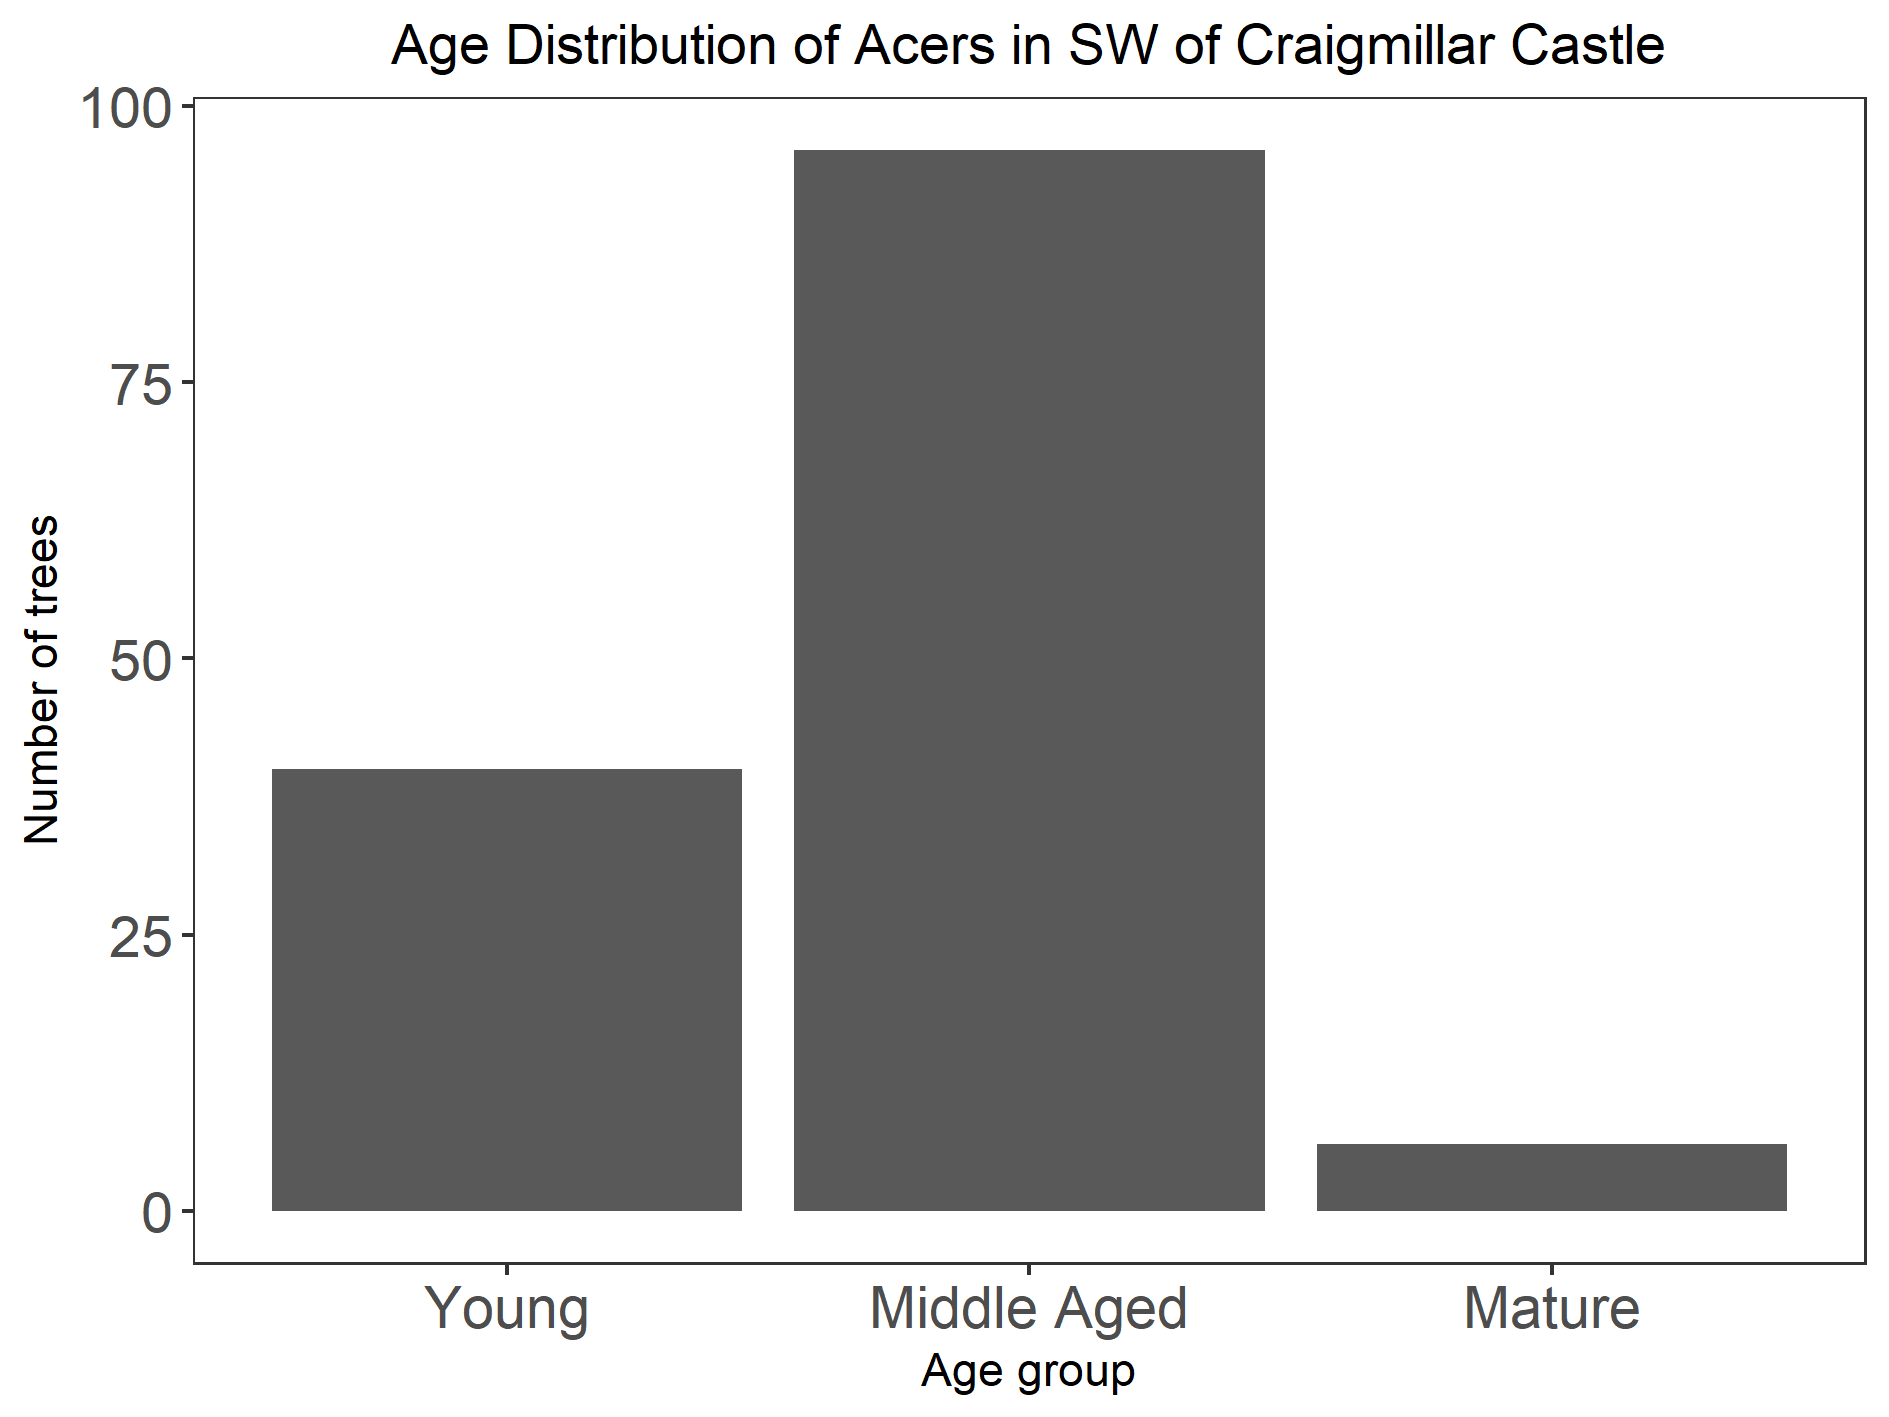 Age Distribution of Acers in SW of Craigmillar Castle
100
75
50
25
0
Number of trees
Young Middle Aged Mature
Age group